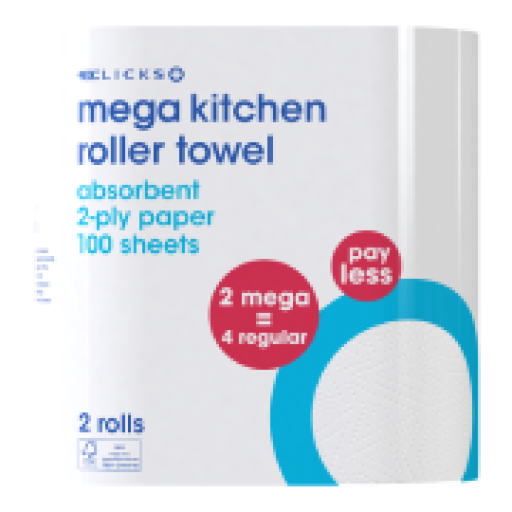 CLICKS
mega kitchen
roller towel
absorbent
2-ply paper
100 sheets
pay
less
2 mega
=
4 regular
2 rolls
FSC